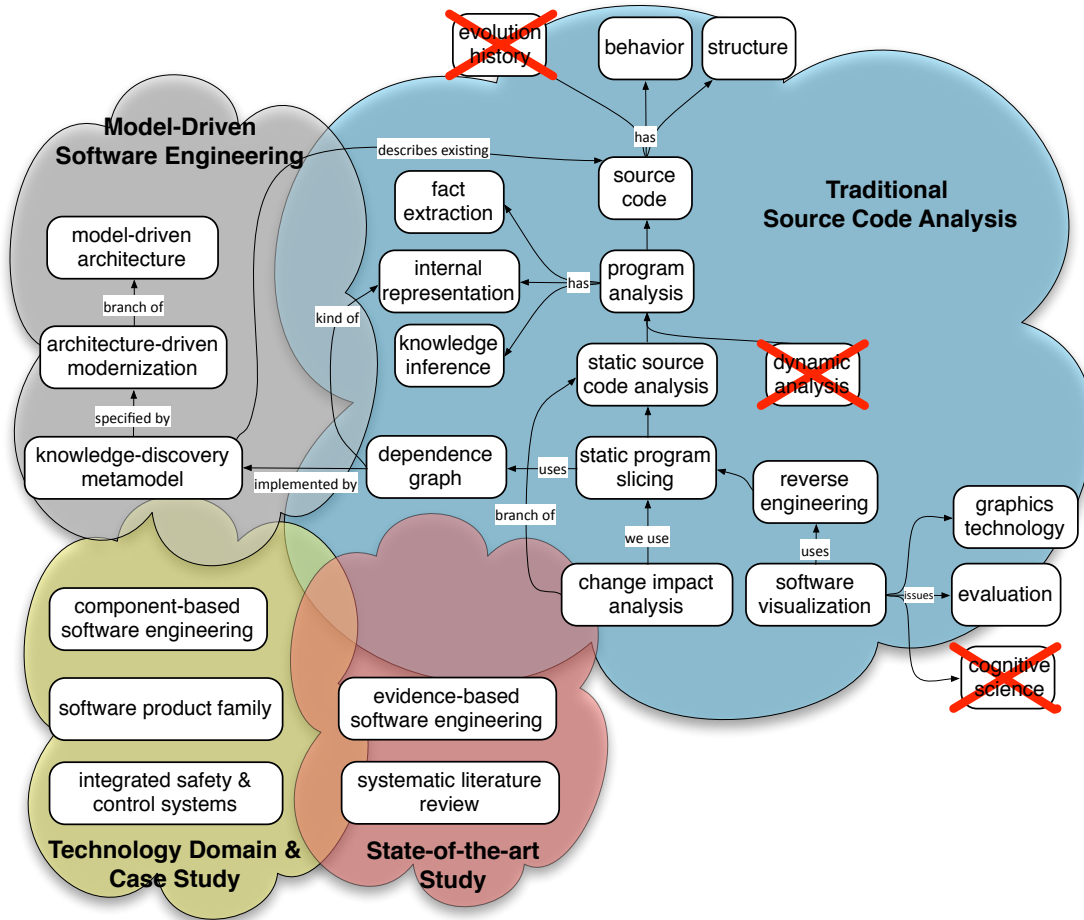 evolution
history
behavior
structure
has
Model-Driven
Software Engineering
describes existing
source
code
Traditional
Source Code Analysis
fact
extraction
model-driven
architecture
internal
representation
has
program
analysis
branch of
kind of
knowledge
inference
architecture-driven
modernization
static source
code analysis
dynamic
analysis
specified by
knowledge-discovery
metamodel
implemented by
dependence
graph
uses
static program
slicing
reverse
engineering
graphics
technology
branch of
we use
uses
change impact
analysis
software
visualization
issues
evaluation
component-based
software engineering
cognitive
science
software product family
evidence-based
software engineering
integrated safety &
control systems
systematic literature
review
Technology Domain &
Case Study
State-of-the-art
Study